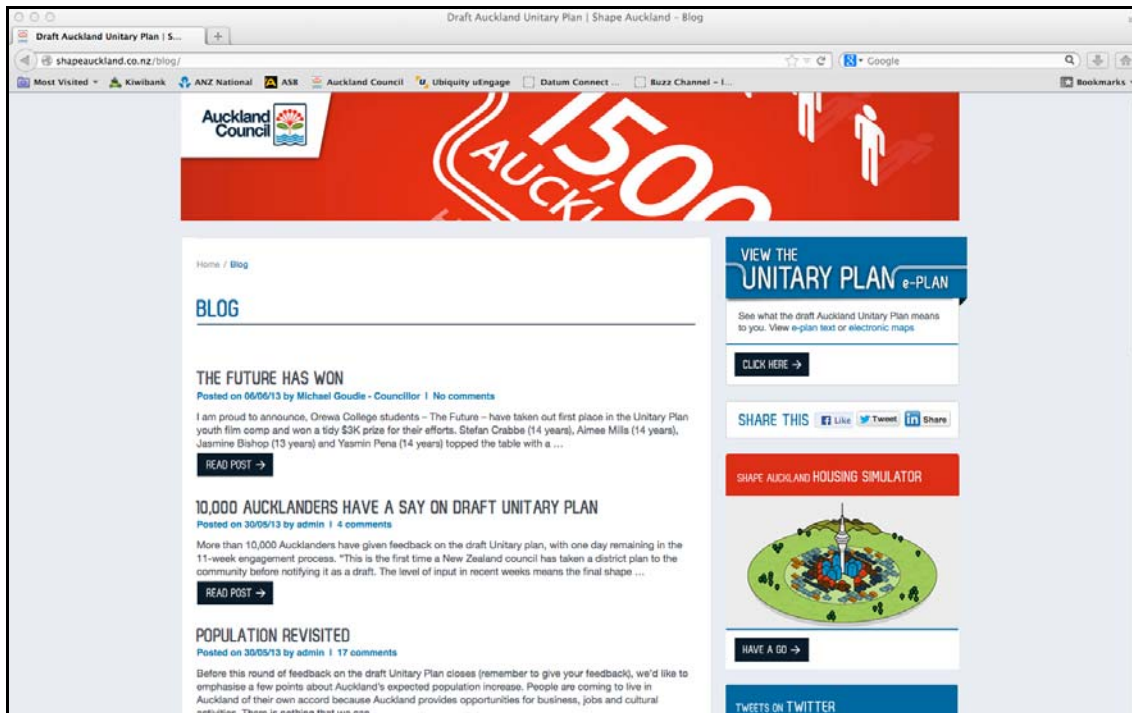 Draft Auckland Unitary Plan | Shape Auckland - Blog
Draft Auckland Unitary Plan | S...
shapeauckland.co.nz/blog/
Google
Most Visited
Kiwibank
ANZ National
ASB
Auckland Council
Ubiquity uEngage
Datum Connect ...
Buzz Channel – I...
Bookmarks
Auckland
Council
1,500
AUCKL
Home / Blog
BLOG
THE FUTURE HAS WON
Posted on 06/06/13 by Michael Goudie - Councillor | No comments
I am proud to announce, Orewa College students – The Future – have taken out first place in the Unitary Plan
youth film comp and won a tidy $3K prize for their efforts. Stefan Crabbe (14 years), Aimee Mills (14 years),
Jasmine Bishop (13 years) and Yasmin Pena (14 years) topped the table with a ...
READ POST →
10,000 AUCKLANDERS HAVE A SAY ON DRAFT UNITARY PLAN
Posted on 30/05/13 by admin | 4 comments
More than 10,000 Aucklanders have given feedback on the draft Unitary plan, with one day remaining in the
11-week engagement process. "This is the first time a New Zealand council has taken a district plan to the
community before notifying it as a draft. The level of input in recent weeks means the final shape ...
READ POST →
POPULATION REVISITED
Posted on 30/05/13 by admin | 17 comments
Before this round of feedback on the draft Unitary Plan closes (remember to give your feedback), we'd like to
emphasise a few points about Auckland's expected population increase. People are coming to live in
Auckland of their own accord because Auckland provides opportunities for business, jobs and cultural
activities. There is nothing that we can
VIEW THE
UNITARY PLAN e-PLAN
See what the draft Auckland Unitary Plan means
to you. View e-plan text or electronic maps
CLICK HERE →
SHARE THIS
Like
Tweet
Share
SHAPE AUCKLAND HOUSING SIMULATOR
HAVE A GO →
TWEETS ON TWITTER